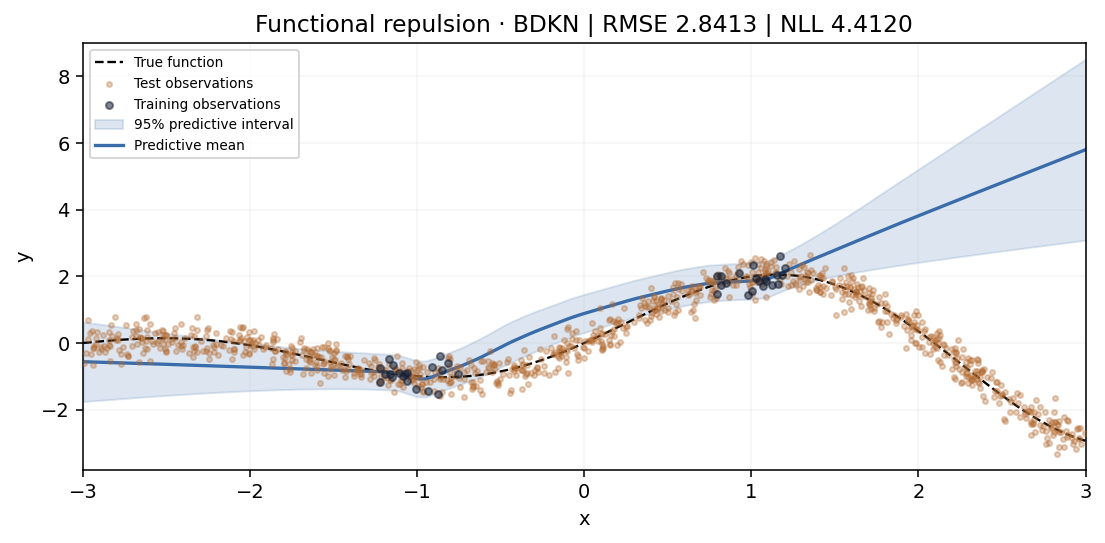 Functional repulsion · BDKN | RMSE 2.8413 | NLL 4.4120
True function
Test observations
Training observations
95% predictive interval
Predictive mean
8
6
4
2
0
−2
y
−3
−2
−1
0
1
2
3
x